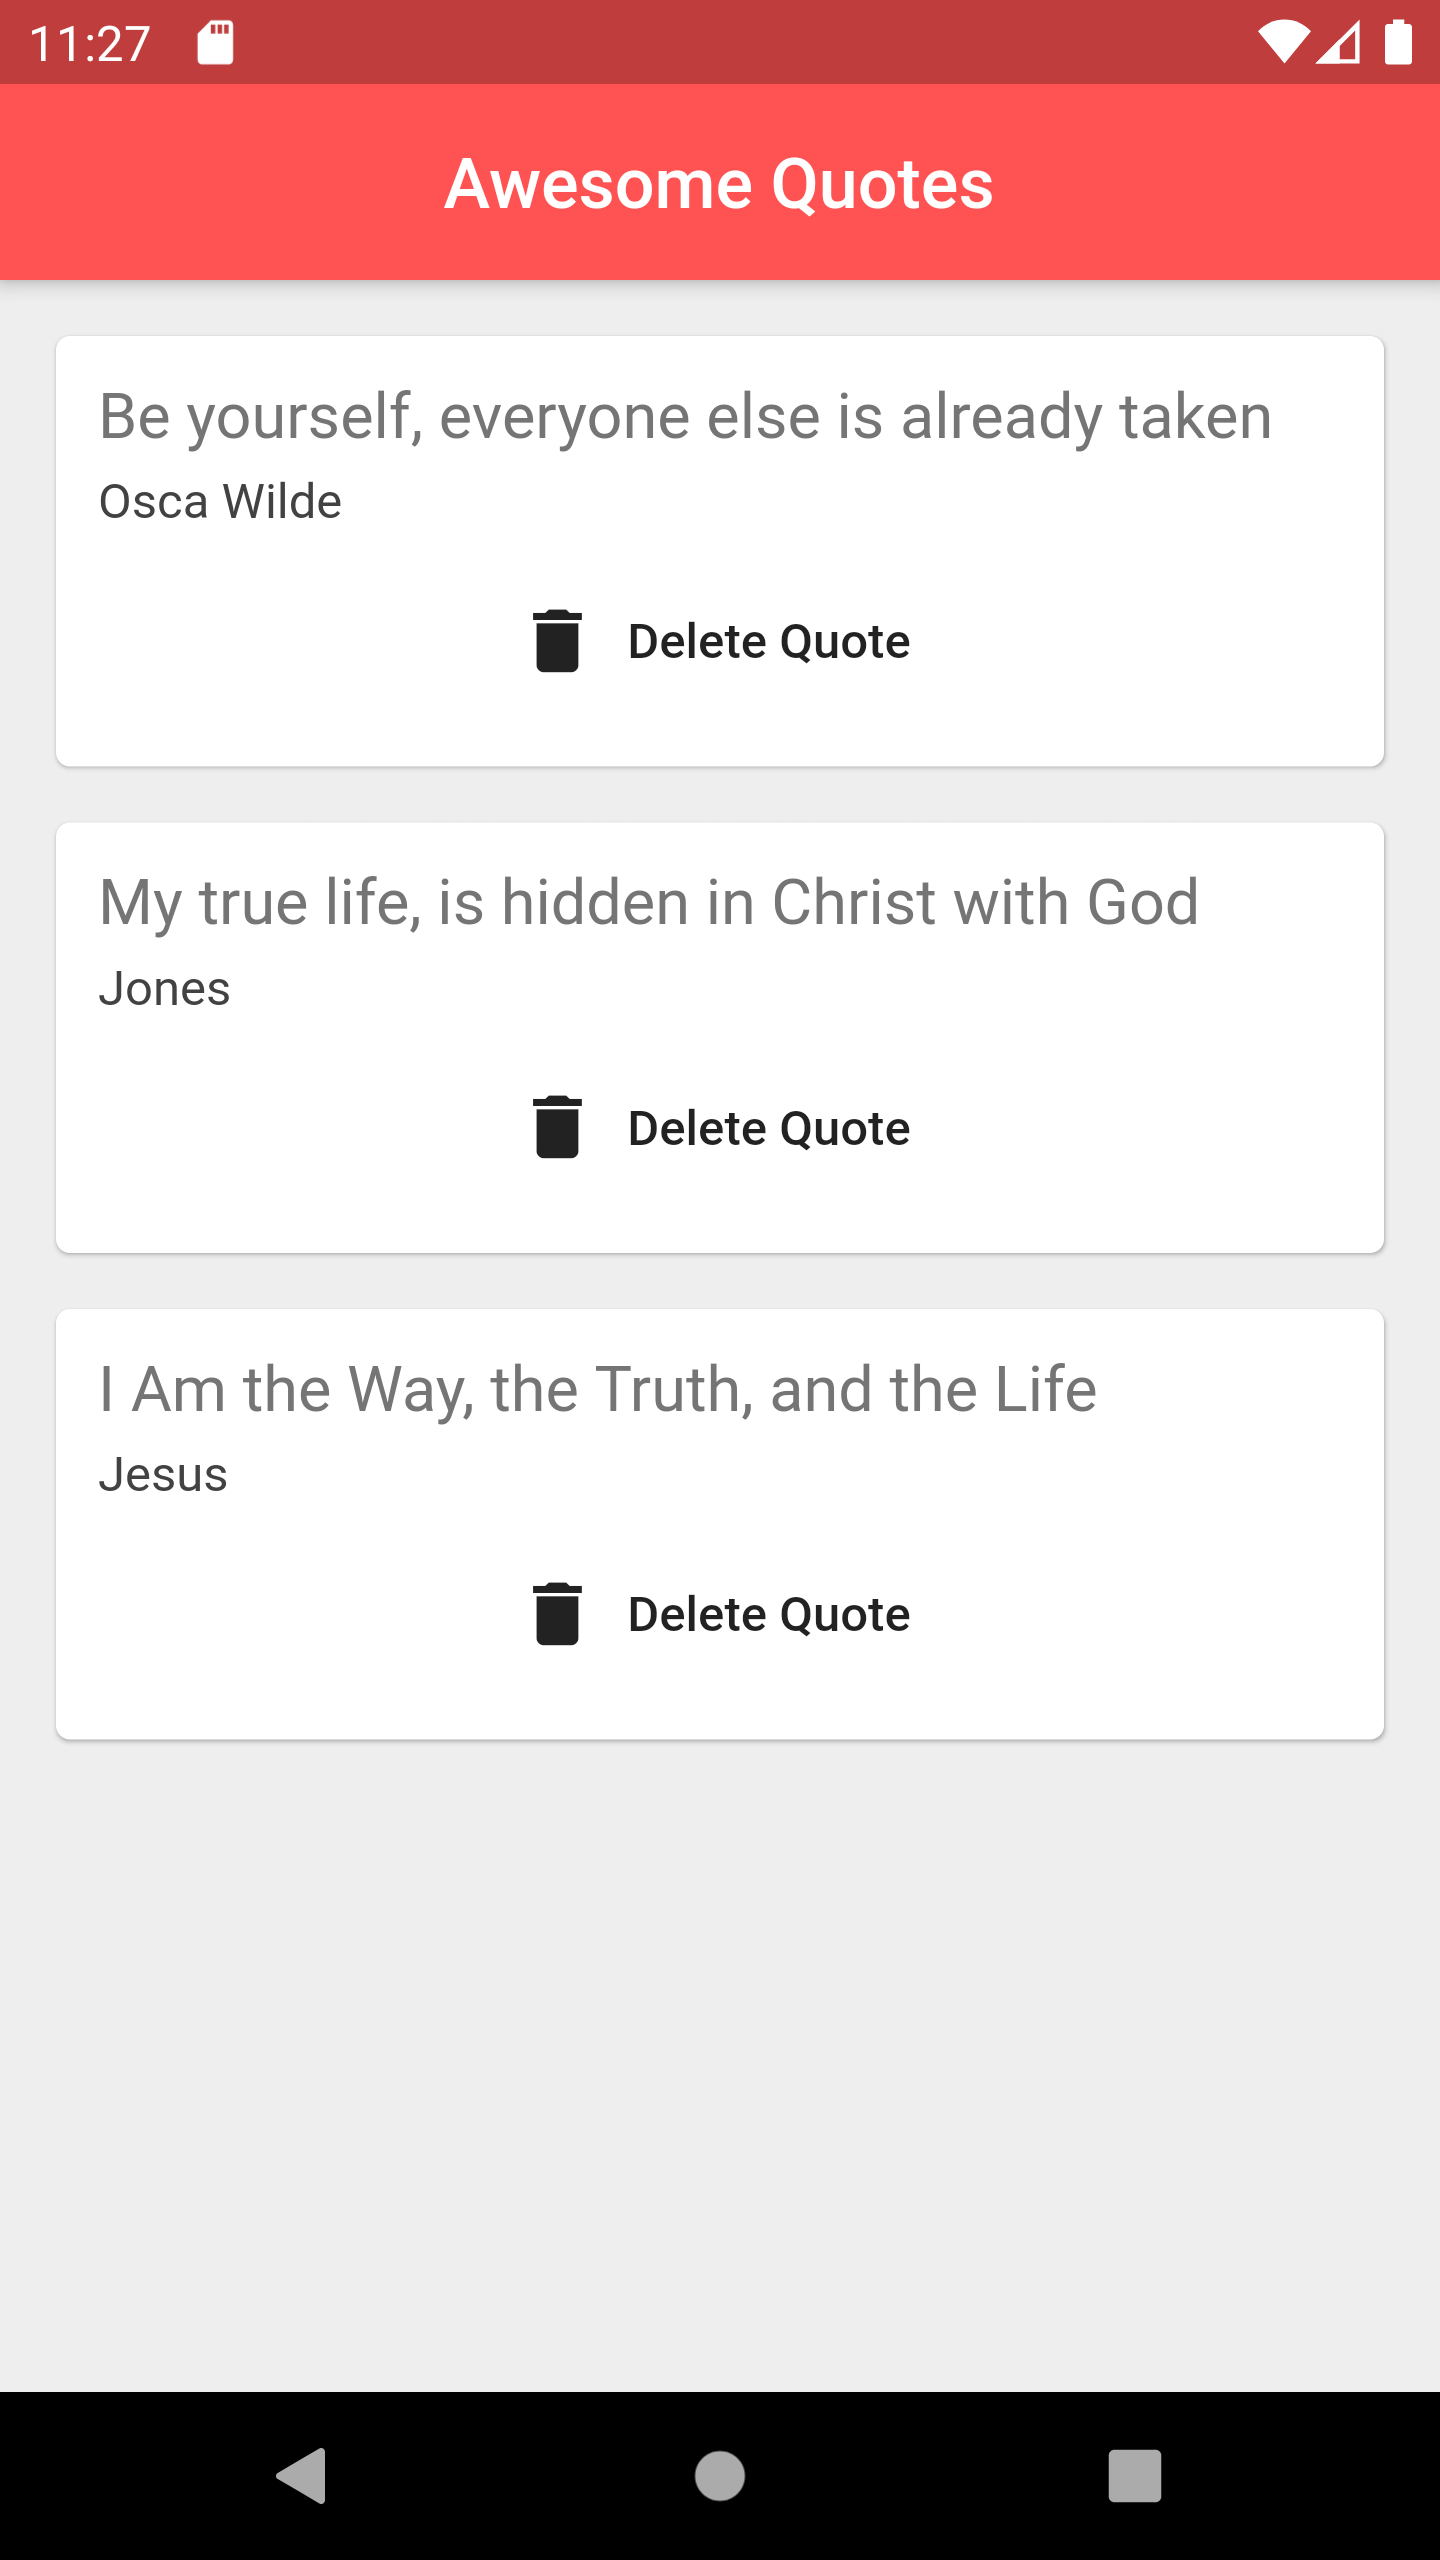 11:27
Awesome Quotes
Be yourself, everyone else is already taken
Osca Wilde
Delete Quote
My true life, is hidden in Christ with God
Jones
Delete Quote
I Am the Way, the Truth, and the Life
Jesus
Delete Quote